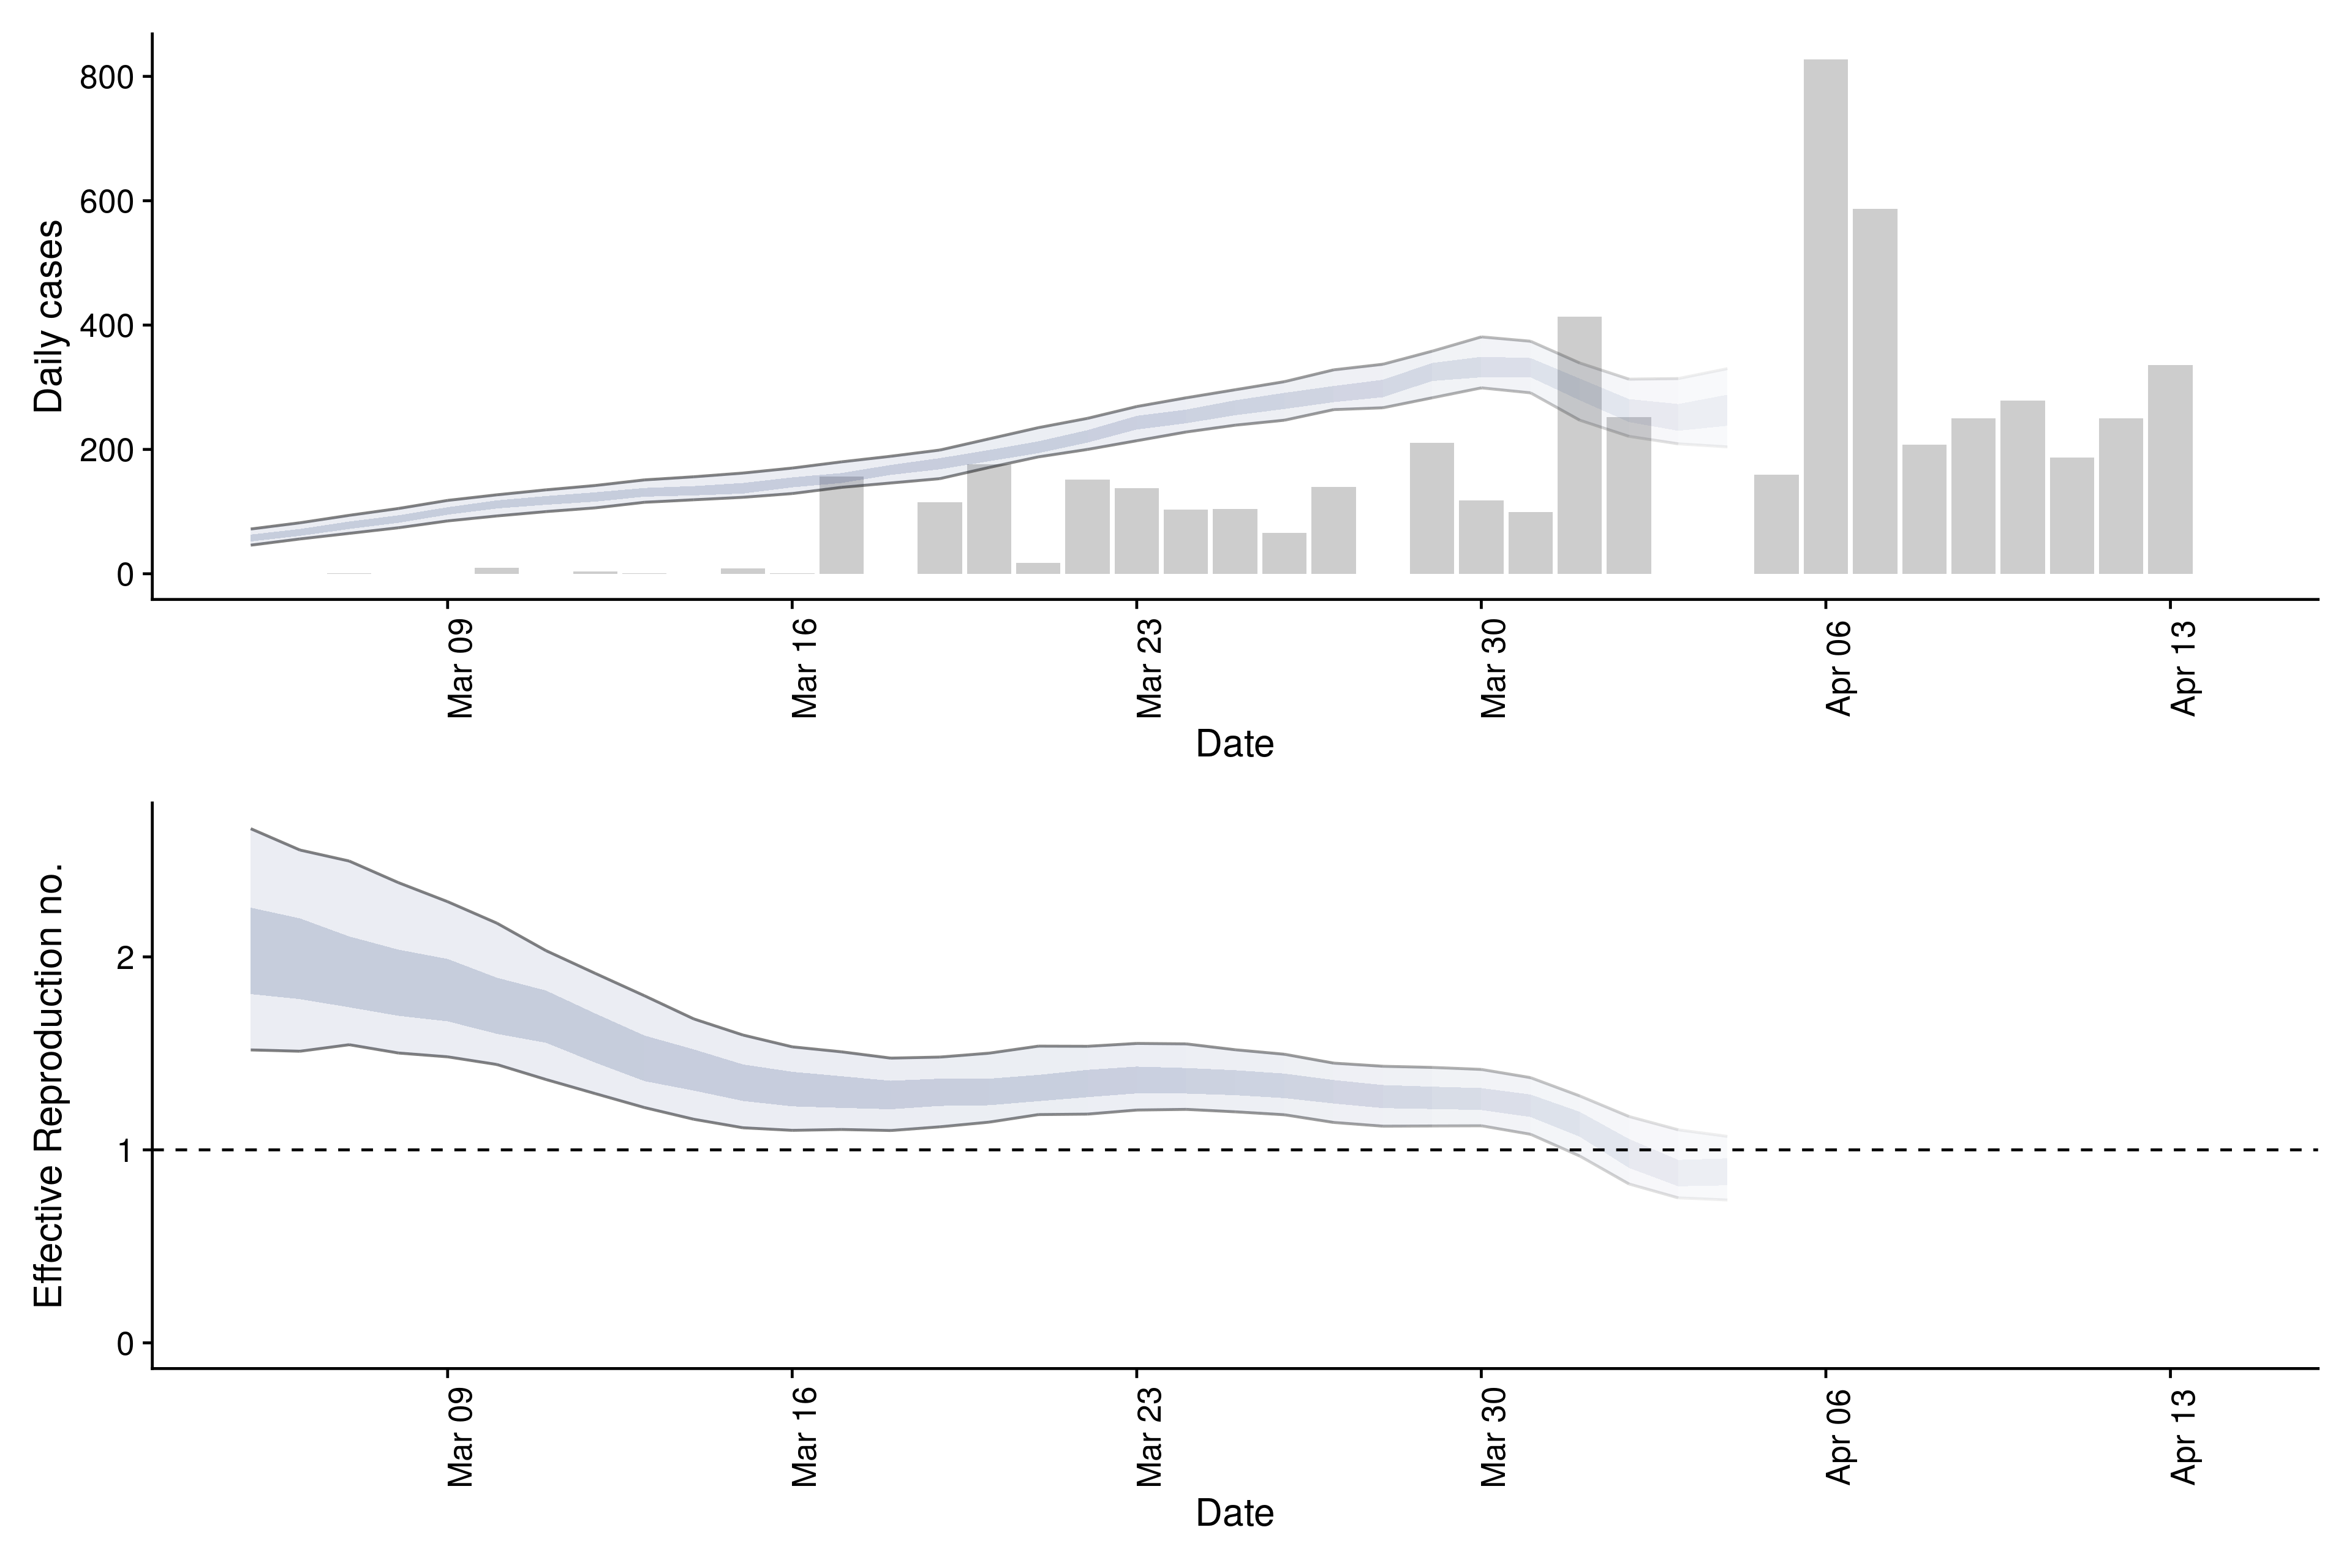 Daily cases
800
600
400
200
0
Mar 09
Mar 16
Mar 23
Mar 30
Apr 06
Apr 13
Date
Effective Reproduction no.
2
1
0
Mar 09
Mar 16
Mar 23
Mar 30
Apr 06
Apr 13
Date